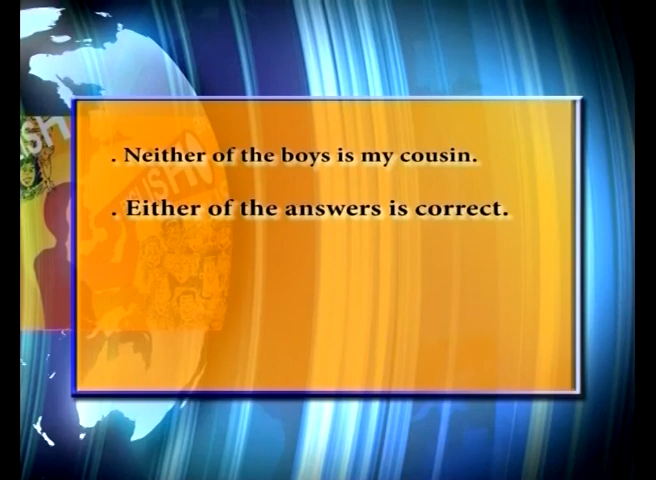 . Neither of the boys is my cousin.
. Either of the answers is correct.